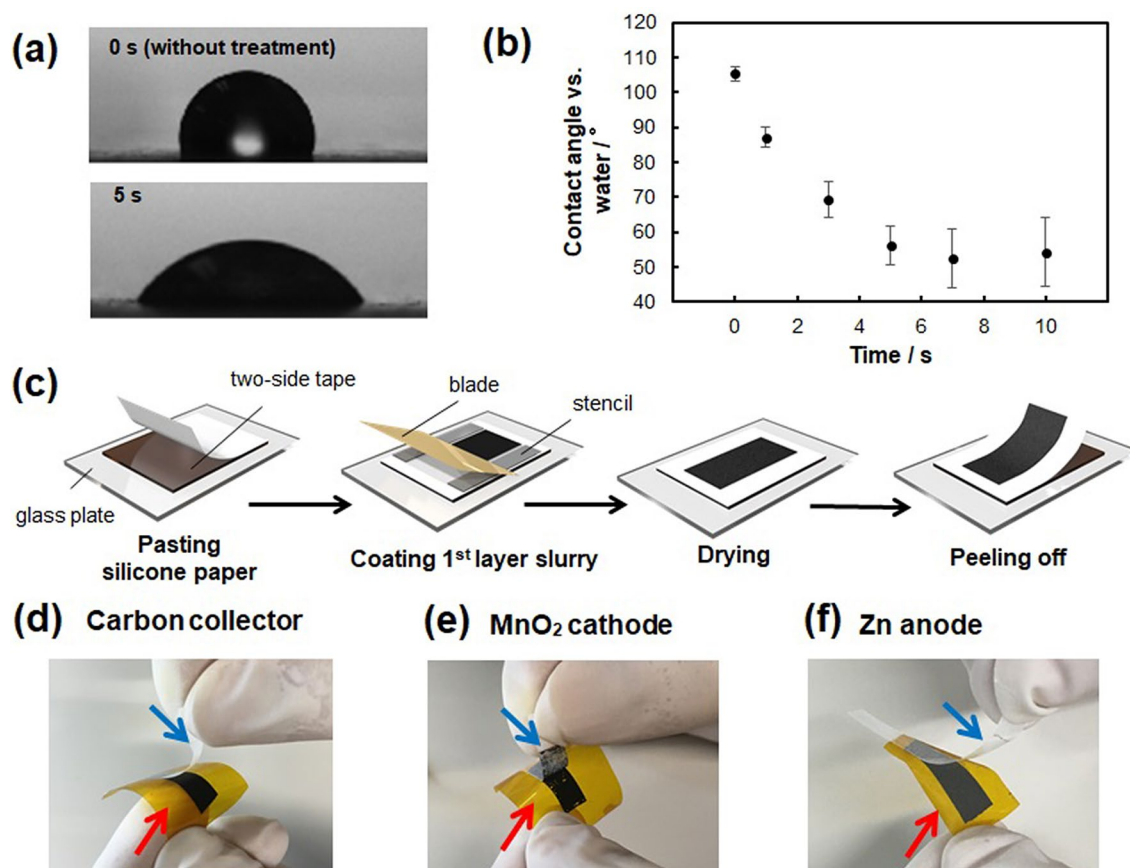 (a)
0 s (without treatment)
5 s
(b)
Contact angle vs.
water / °
120
110
100
90
80
70
60
50
40
0 2 4 6 8 10
Time / s
(c)
two-side tape
glass plate
Pasting
silicone paper
blade
stencil
Coating 1st layer slurry
Drying
Peeling off
(d) Carbon collector
(e) MnO₂ cathode
(f) Zn anode